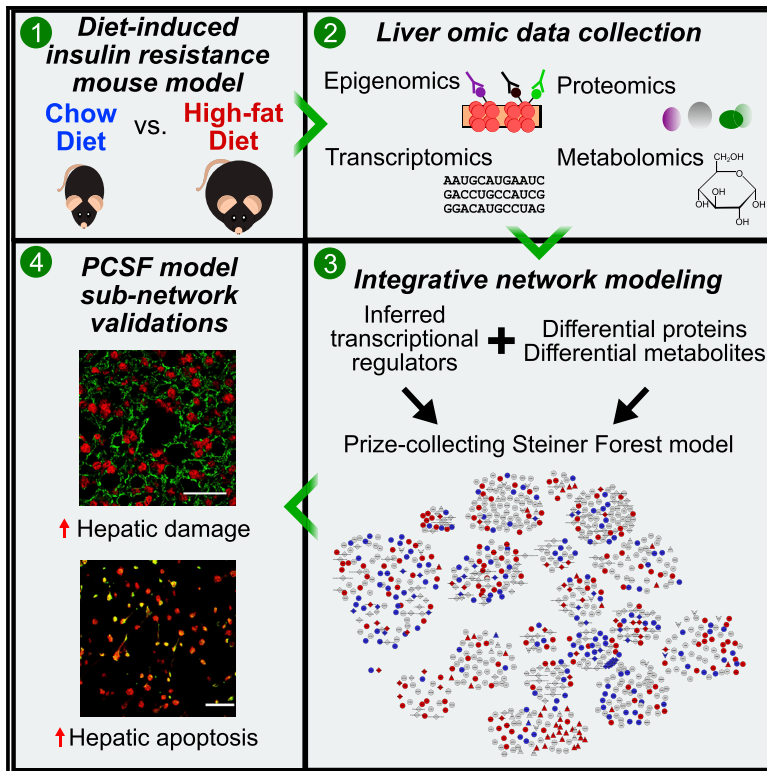 1
Diet-induced
insulin resistance
mouse model
Chow
Diet
vs.
High-fat
Diet
2
Liver omic data collection
Epigenomics
Proteomics
Transcriptomics
AAUGCAUGAAUC
GACCUGCCAUCG
GGACAUGCCUAG
Metabolomics
CH₂OH
O
OH
OH
OH
OH
3
Integrative network modeling
Inferred
transcriptional
regulators
+
Differential proteins
Differential metabolites
Prize-collecting Steiner Forest model
4
PCSF model
sub-network
validations
Hepatic damage
Hepatic apoptosis